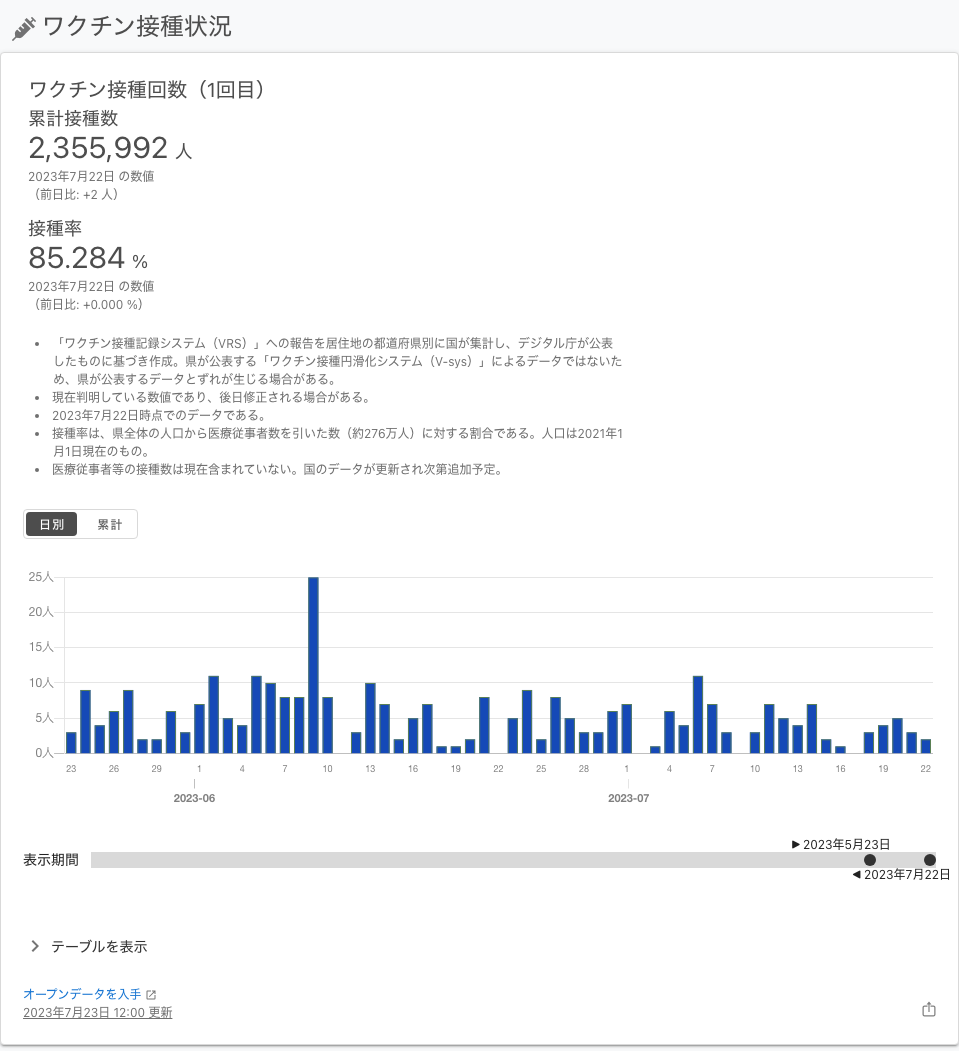 ワクチン接種状況
ワクチン接種回数（1回目）
累計接種数
2,355,992 人
2023年7月22日 の数値
（前日比: +2 人）
接種率
85.284 %
2023年7月22日 の数値
（前日比: +0.000 %）
• 「ワクチン接種記録システム（VRS）」への報告を居住地の都道府県別に国が集計し、デジタル庁が公表
したものに基づき作成。県が公表する「ワクチン接種円滑化システム（V-sys）」によるデータではないた
め、県が公表するデータとずれが生じる場合がある。
• 現在判明している数値であり、後日修正される場合がある。
• 2023年7月22日時点でのデータである。
• 接種率は、県全体の人口から医療従事者数を引いた数（約276万人）に対する割合である。人口は2021年1
月1日現在のもの。
• 医療従事者等の接種数は現在含まれていない。国のデータが更新され次第追加予定。
日別 累計
25人
20人
15人
10人
5人
0人
23 26 29 1 4 7 10 13 16 19 22 25 28 1 4 7 10 13 16 19 22
2023-06 2023-07
▶ 2023年5月23日
表示期間
◀ 2023年7月22日
テーブルを表示
オープンデータを入手
2023年7月23日 12:00 更新